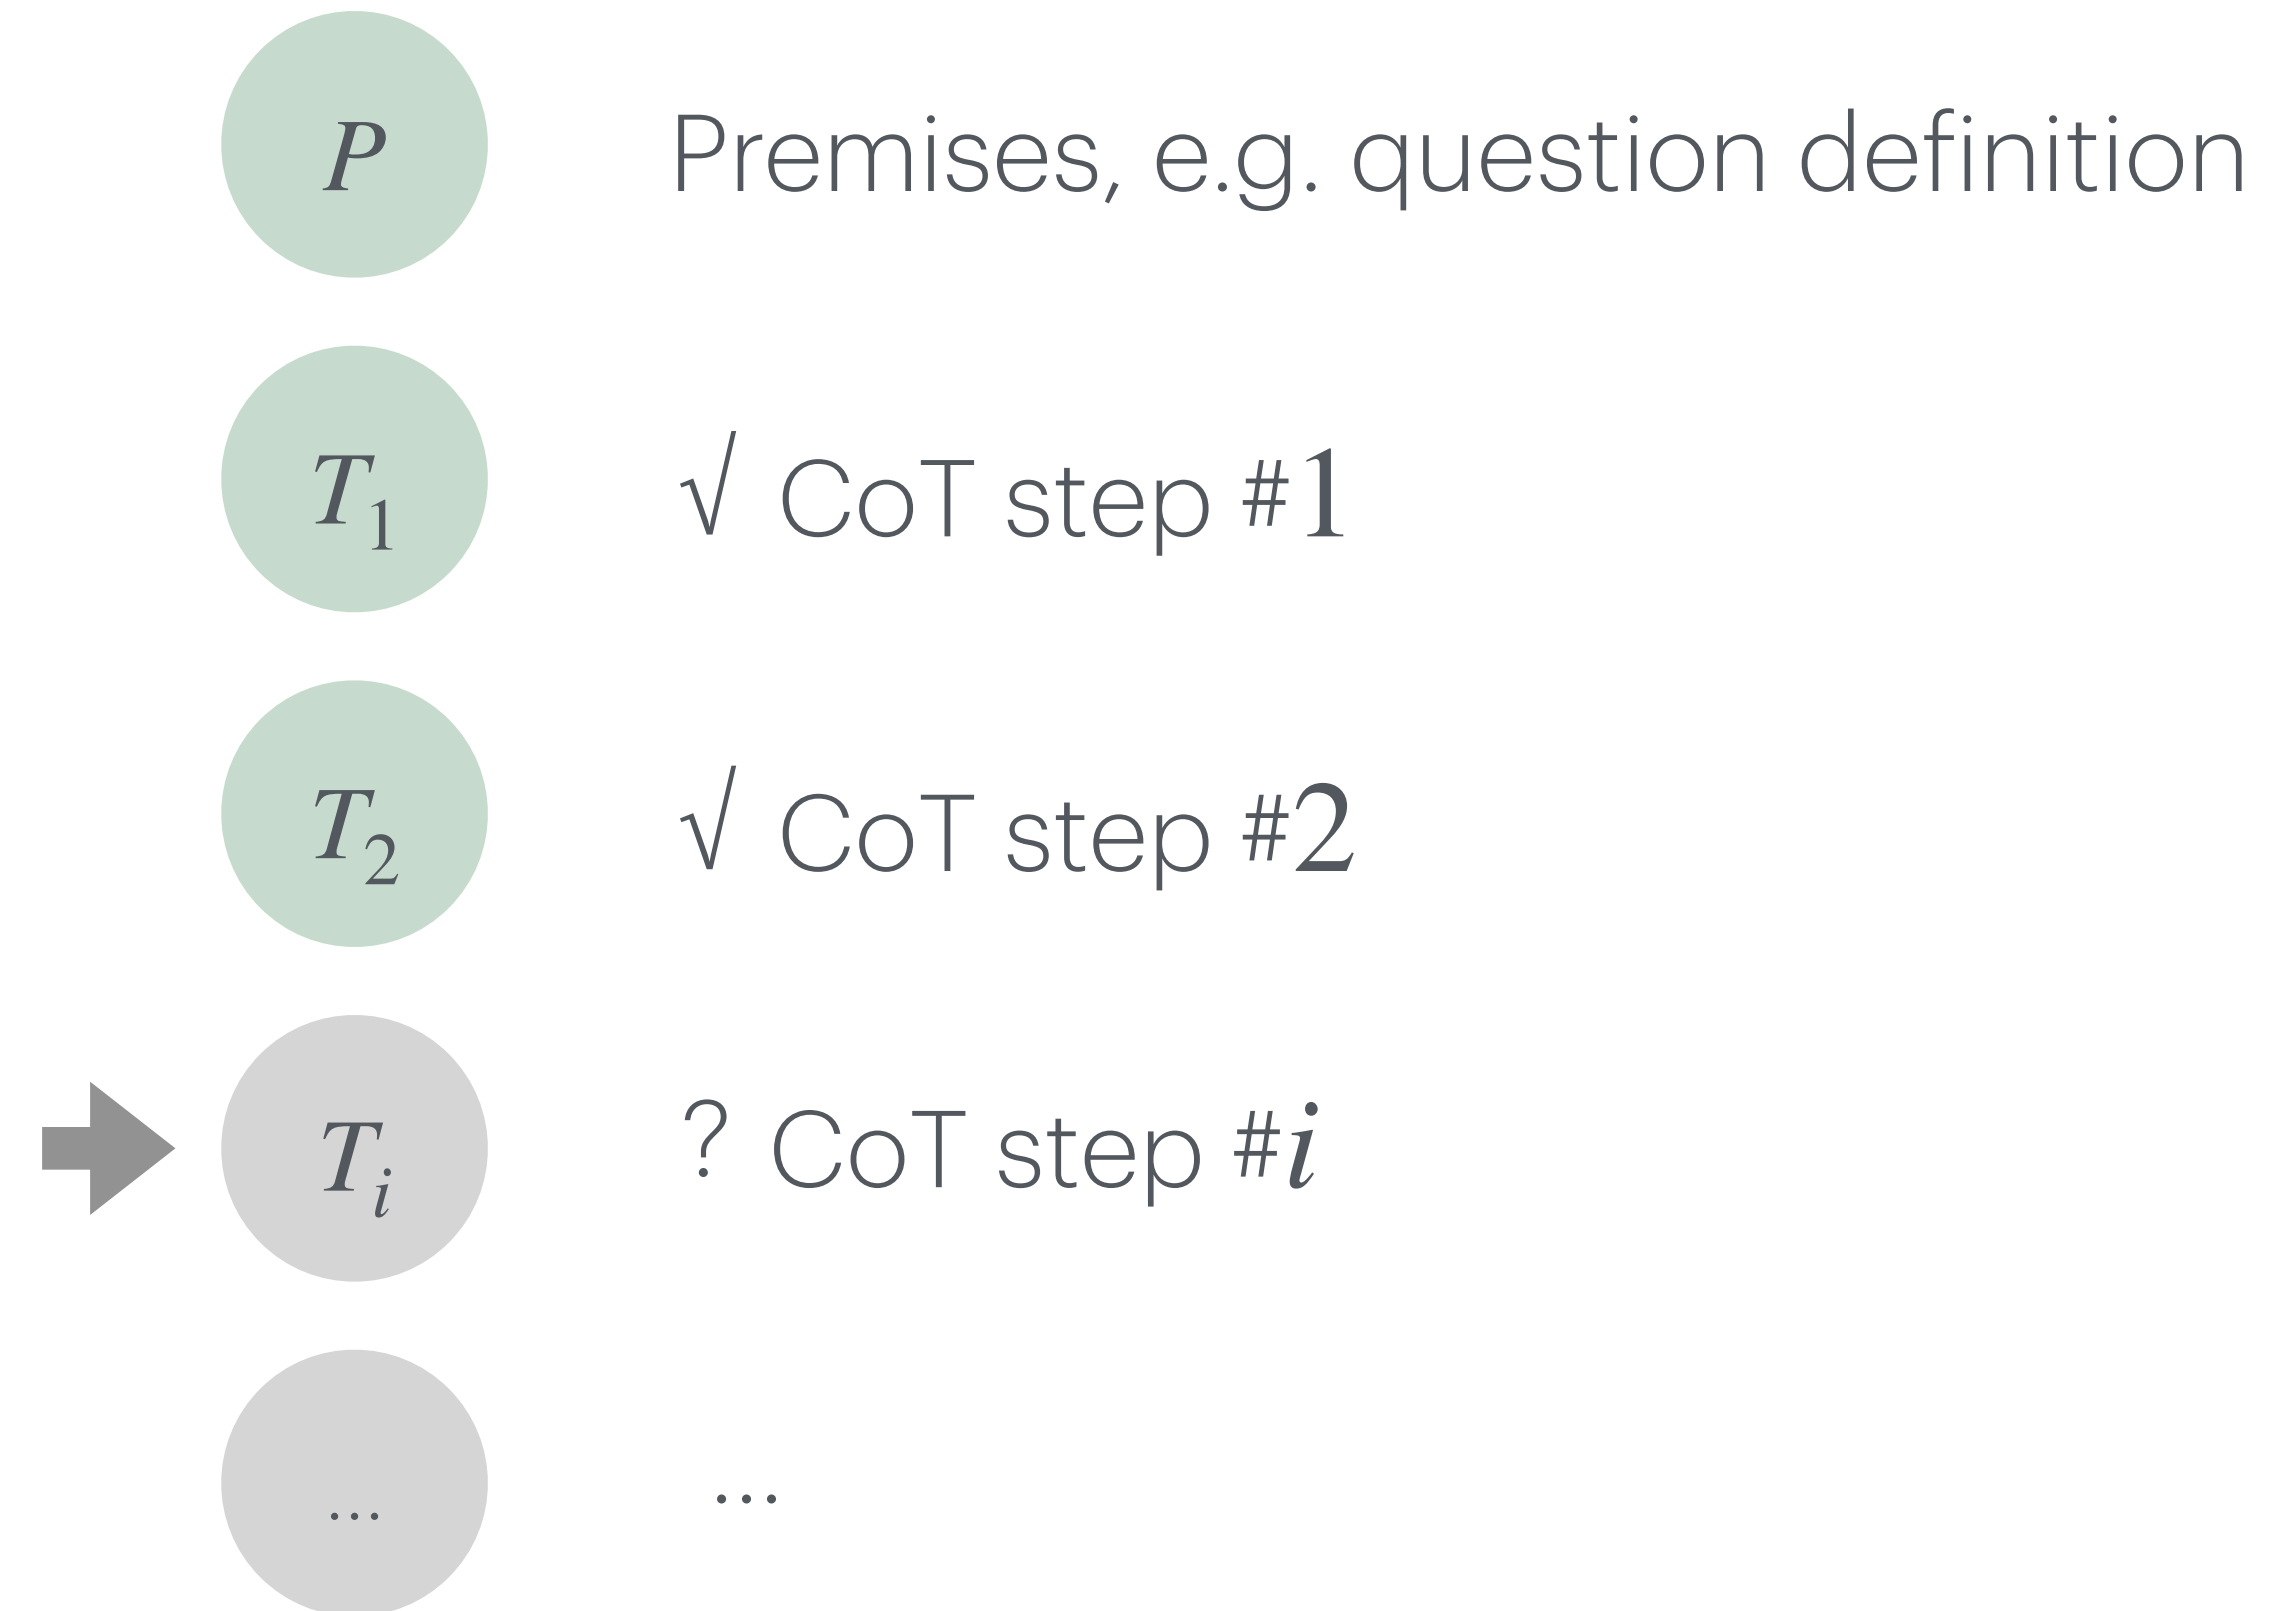 P Premises, e.g. question definition
T1 √ CoT step #1
T2 √ CoT step #2
Ti ? CoT step #i
... ...